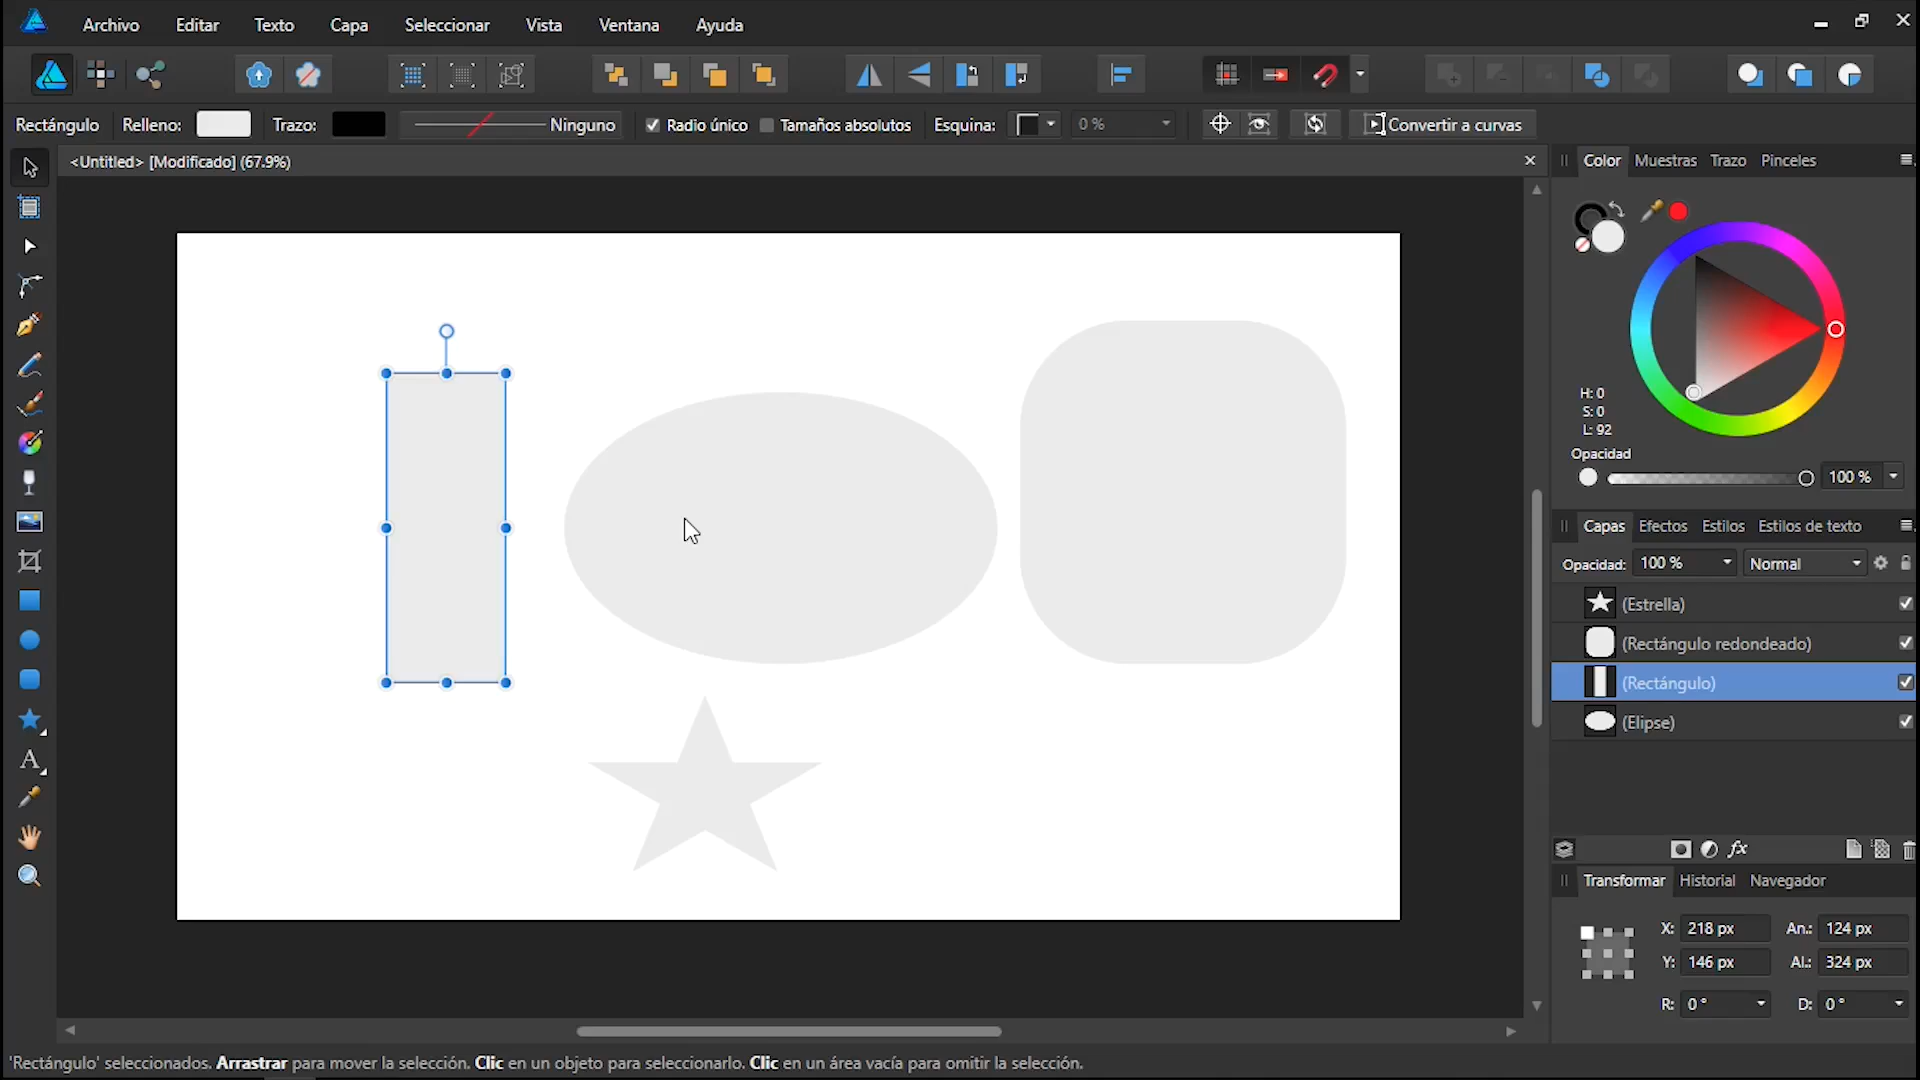 Archivo Editar Texto Capa Seleccionar Vista Ventana Ayuda
Rectángulo Relleno: Trazo: Ninguno Radio único Tamaños absolutos Esquina: 0 % Convertir a curvas
<Untitled> [Modificado] (67.9%)
Color Muestras Trazo Pinceles
H: 0
S: 0
L: 92
Opacidad
100 %
Capas Efectos Estilos Estilos de texto
Opacidad: 100 % Normal
(Estrella)
(Rectángulo redondeado)
(Rectángulo)
(Elipse)
fx
Transformar Historial Navegador
X: 218 px An.: 124 px
Y: 146 px Al.: 324 px
R: 0 ° D: 0 °
'Rectángulo' seleccionados. Arrastrar para mover la selección. Clic en un objeto para seleccionarlo. Clic en un área vacía para omitir la selección.